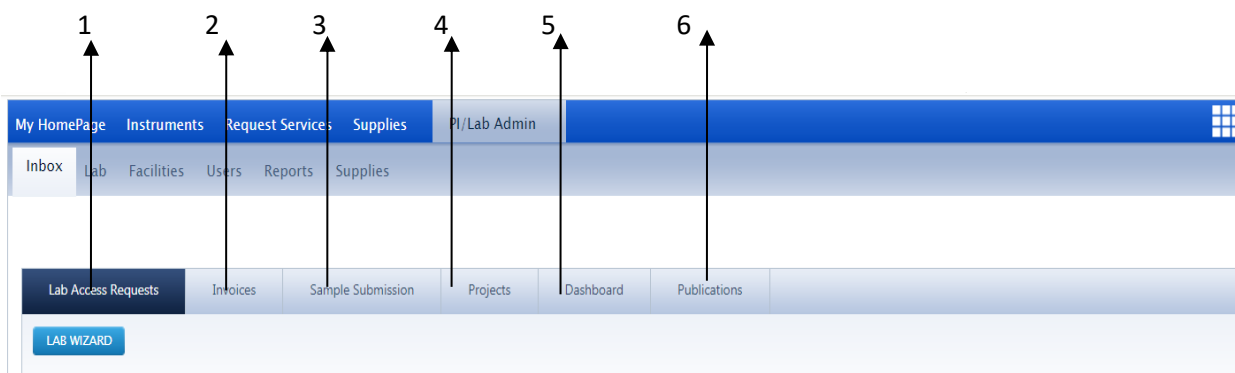 1 2 3 4 5 6
My HomePage Instruments Request Services Supplies PI/Lab Admin
Inbox Lab Facilities Users Reports Supplies
Lab Access Requests Invoices Sample Submission Projects Dashboard Publications
LAB WIZARD